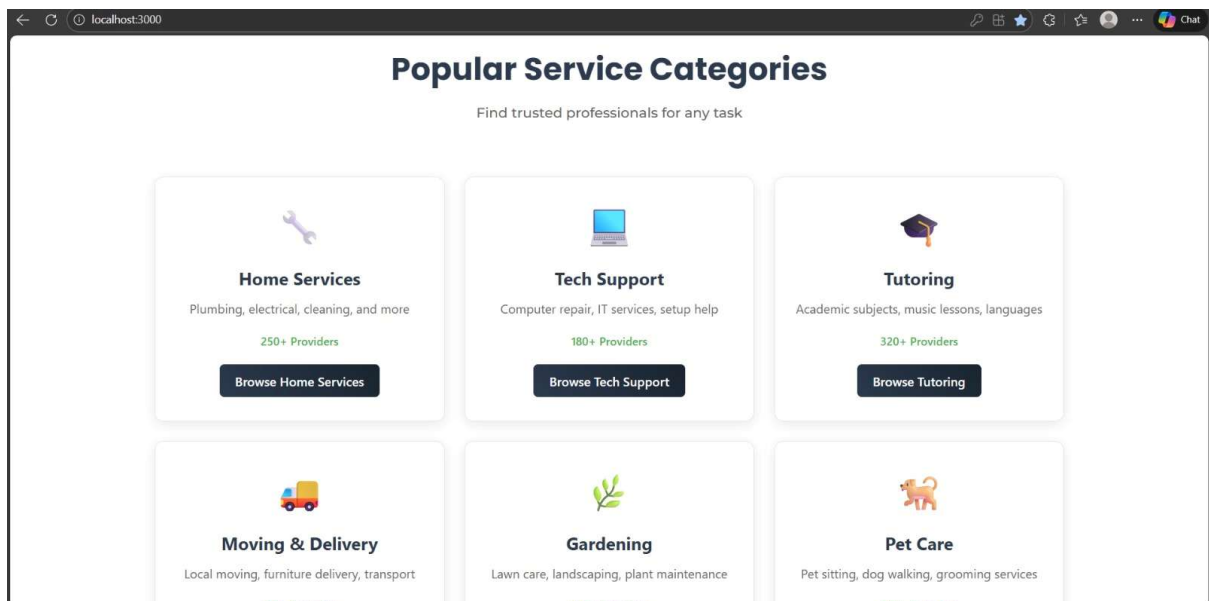 localhost:3000
Chat
Popular Service Categories
Find trusted professionals for any task
Home Services
Plumbing, electrical, cleaning, and more
250+ Providers
Browse Home Services
Tech Support
Computer repair, IT services, setup help
180+ Providers
Browse Tech Support
Tutoring
Academic subjects, music lessons, languages
320+ Providers
Browse Tutoring
Moving & Delivery
Local moving, furniture delivery, transport
Gardening
Lawn care, landscaping, plant maintenance
Pet Care
Pet sitting, dog walking, grooming services